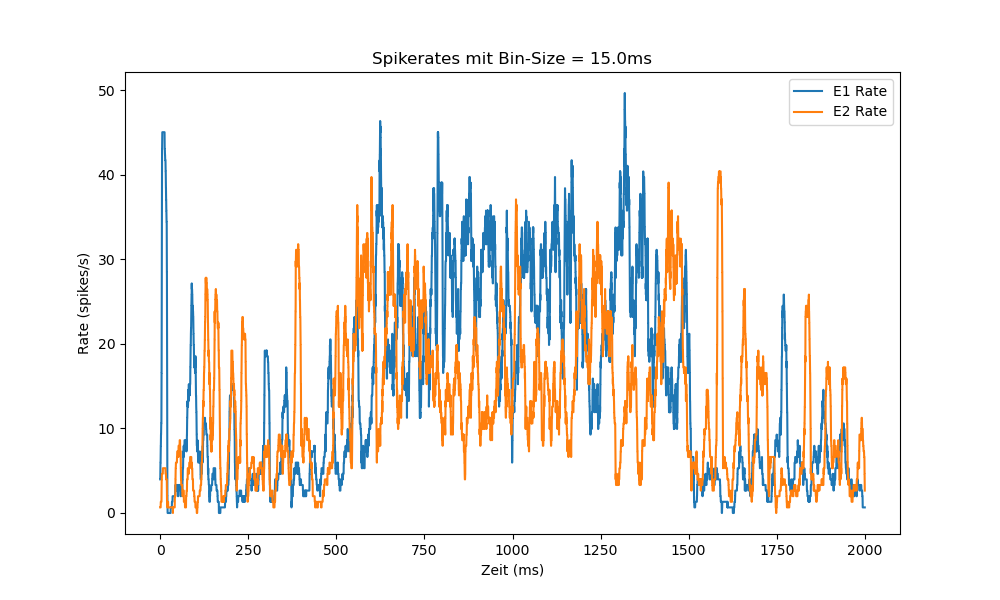 Spikerates mit Bin-Size = 15.0ms
E1 Rate
E2 Rate
50
40
30
20
10
0
Rate (spikes/s)
0 250 500 750 1000 1250 1500 1750 2000
Zeit (ms)